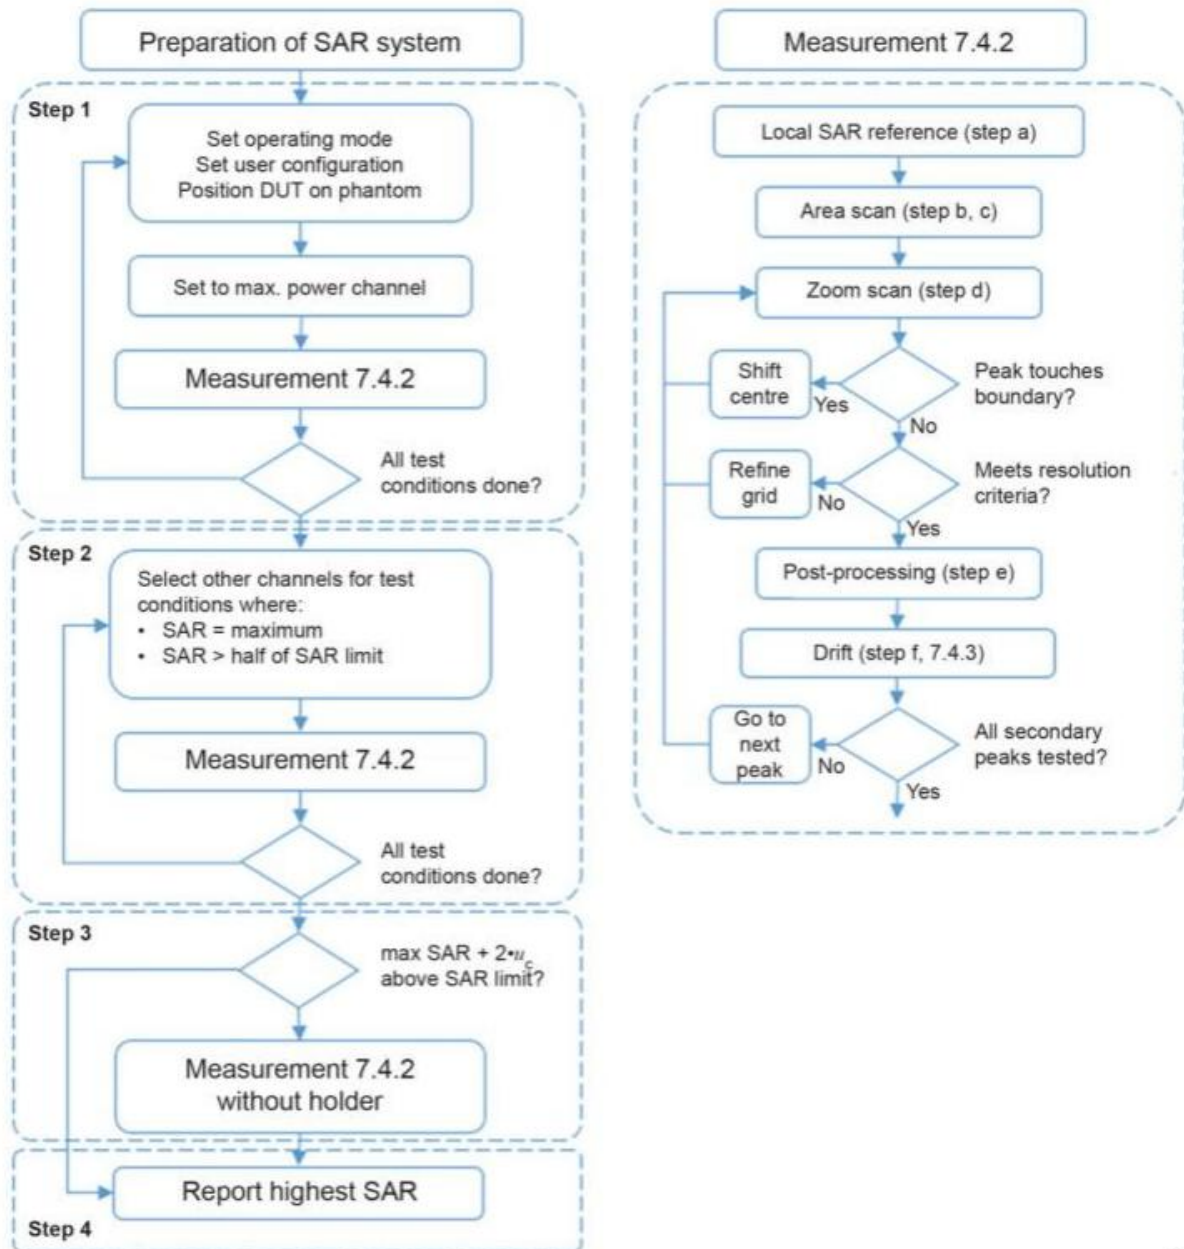 Preparation of SAR system
Step 1
Set operating mode
Set user configuration
Position DUT on phantom
Set to max. power channel
Measurement 7.4.2
All test
conditions done?
Step 2
Select other channels for test
conditions where:
• SAR = maximum
• SAR > half of SAR limit
Measurement 7.4.2
All test
conditions done?
Step 3
max SAR + 2•u_c
above SAR limit?
Measurement 7.4.2
without holder
Report highest SAR
Step 4
Measurement 7.4.2
Local SAR reference (step a)
Area scan (step b, c)
Zoom scan (step d)
Shift
centre
Yes
Peak touches
boundary?
No
Refine
grid
No
Meets resolution
criteria?
Yes
Post-processing (step e)
Drift (step f, 7.4.3)
Go to
next
peak
No
All secondary
peaks tested?
Yes